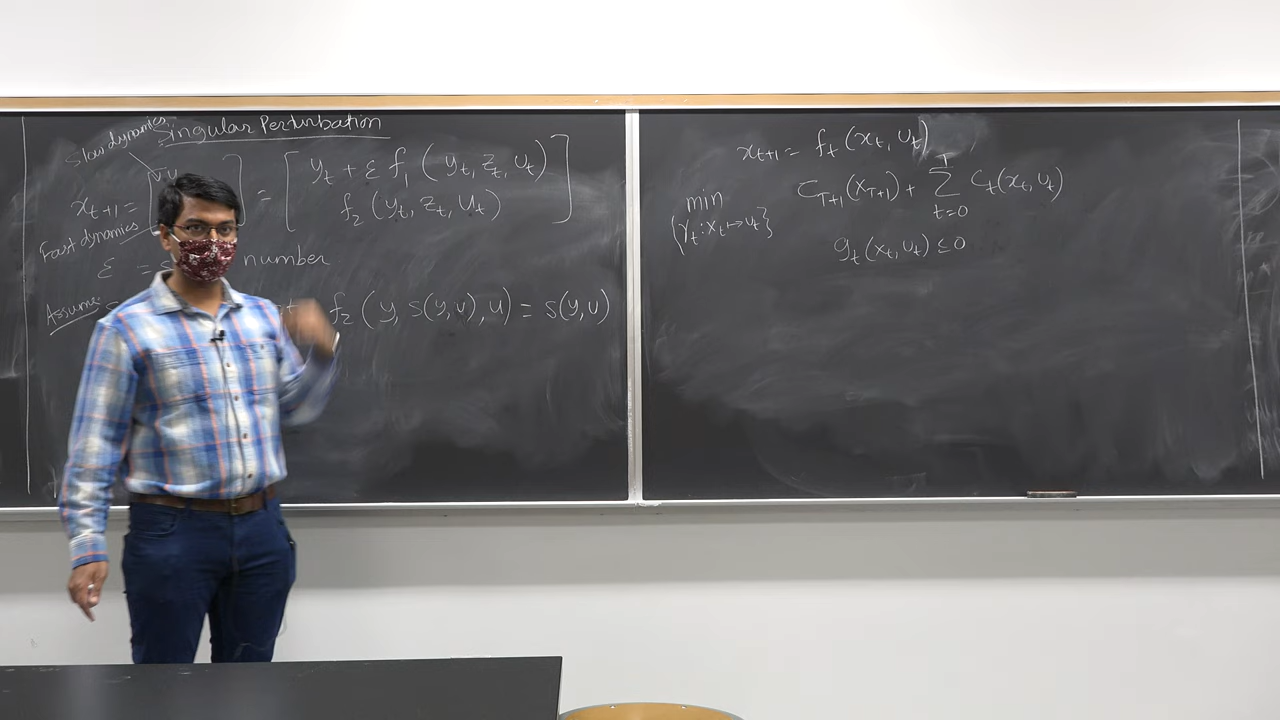 Singular Perturbation
Slow dynamics
x_{t+1} = [ ] = [ y_t + ε f_1 (y_t, z_t, u_t)
f_2 (y_t, z_t, u_t) ]
Fast dynamics
ε = number
Assume f_2 (y, s(y,u), u) = s(y,u)
x_{t+1} = f_t (x_t, u_t)
min C_{T+1}(x_{T+1}) + Σ_{t=0}^{T} C_t(x_t, u_t)
{γ_t : x_t ↦ u_t}
g_t (x_t, u_t) ≤ 0